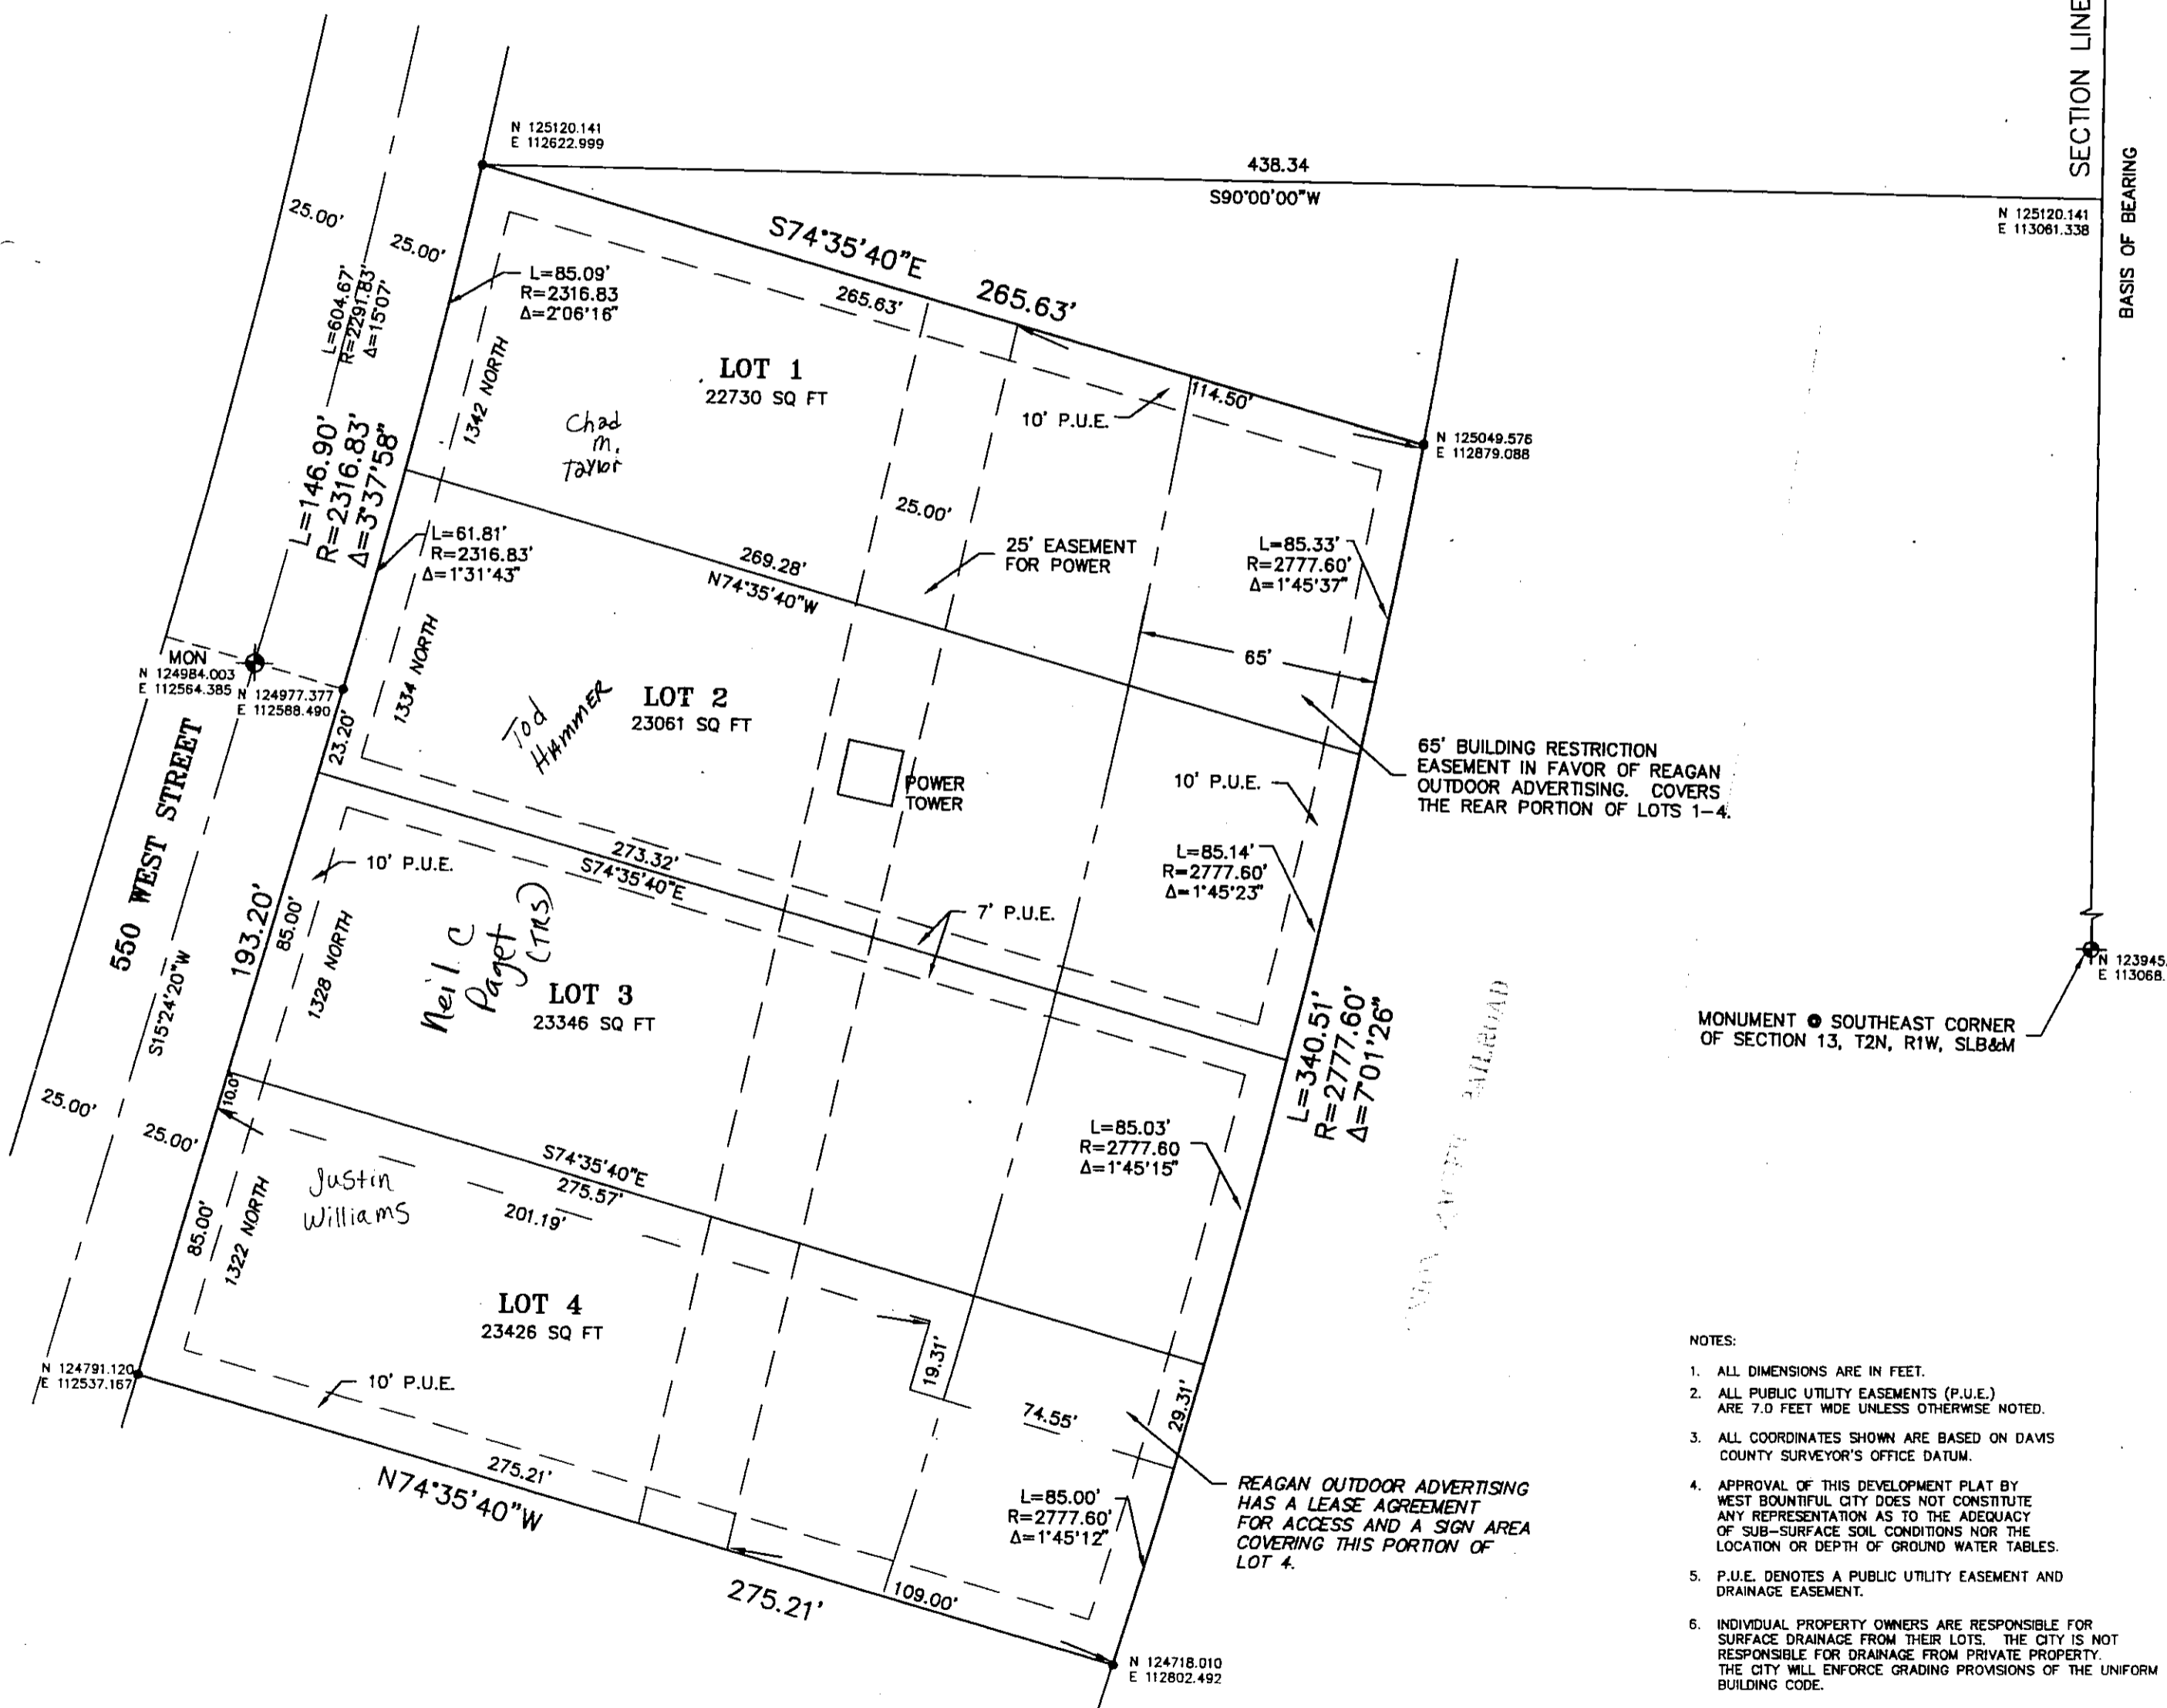 SECTION LINE
BASIS OF BEARING
N 125120.141
E 112622.999
438.34
S90°00'00"W
N 125120.141
E 113061.338
25.00'
25.00'
L=604.67'
R=2291.83'
Δ=15°07'
S74°35'40"E 265.63'
265.63'
L=85.09'
R=2316.83
Δ=2°06'16"
1342 NORTH
LOT 1
22730 SQ FT
Chad
M.
Taylor
10' P.U.E.
114.50'
N 125049.576
E 112879.088
L=146.90'
R=2316.83'
Δ=3°37'58"
25.00'
25' EASEMENT
FOR POWER
L=85.33'
R=2777.60'
Δ=1°45'37"
L=61.81'
R=2316.83'
Δ=1°31'43"
269.28'
N74°35'40"W
65'
MON
N 124984.003
E 112564.385
N 124977.377
E 112588.490
1334 NORTH
LOT 2
23061 SQ FT
Tod
HAMMER
23.20'
POWER
TOWER
10' P.U.E.
65' BUILDING RESTRICTION
EASEMENT IN FAVOR OF REAGAN
OUTDOOR ADVERTISING. COVERS
THE REAR PORTION OF LOTS 1-4.
L=85.14'
R=2777.60'
Δ=1°45'23"
550 WEST STREET
S15°24'20"W
193.20'
85.00'
10' P.U.E.
273.32'
S74°35'40"E
7' P.U.E.
1328 NORTH
Neil C
Paget
(TRS)
LOT 3
23346 SQ FT
L=340.51'
R=2777.60'
Δ=7°01'26"
RAILROAD
N 123945.
E 113068.
MONUMENT @ SOUTHEAST CORNER
OF SECTION 13, T2N, R1W, SLB&M
25.00'
25.00'
10.0'
L=85.03'
R=2777.60
Δ=1°45'15"
S74°35'40"E
275.57'
201.19'
Justin
Williams
85.00'
1322 NORTH
LOT 4
23426 SQ FT
19.31'
29.31'
74.55'
N 124791.120
E 112537.167
10' P.U.E.
275.21'
N74°35'40"W
275.21'
109.00'
L=85.00'
R=2777.60'
Δ=1°45'12"
REAGAN OUTDOOR ADVERTISING
HAS A LEASE AGREEMENT
FOR ACCESS AND A SIGN AREA
COVERING THIS PORTION OF
LOT 4.
N 124718.010
E 112802.492
NOTES:
1. ALL DIMENSIONS ARE IN FEET.
2. ALL PUBLIC UTILITY EASEMENTS (P.U.E.)
ARE 7.0 FEET WIDE UNLESS OTHERWISE NOTED.
3. ALL COORDINATES SHOWN ARE BASED ON DAVIS
COUNTY SURVEYOR'S OFFICE DATUM.
4. APPROVAL OF THIS DEVELOPMENT PLAT BY
WEST BOUNTIFUL CITY DOES NOT CONSTITUTE
ANY REPRESENTATION AS TO THE ADEQUACY
OF SUB-SURFACE SOIL CONDITIONS NOR THE
LOCATION OR DEPTH OF GROUND WATER TABLES.
5. P.U.E. DENOTES A PUBLIC UTILITY EASEMENT AND
DRAINAGE EASEMENT.
6. INDIVIDUAL PROPERTY OWNERS ARE RESPONSIBLE FOR
SURFACE DRAINAGE FROM THEIR LOTS. THE CITY IS NOT
RESPONSIBLE FOR DRAINAGE FROM PRIVATE PROPERTY.
THE CITY WILL ENFORCE GRADING PROVISIONS OF THE UNIFORM
BUILDING CODE.